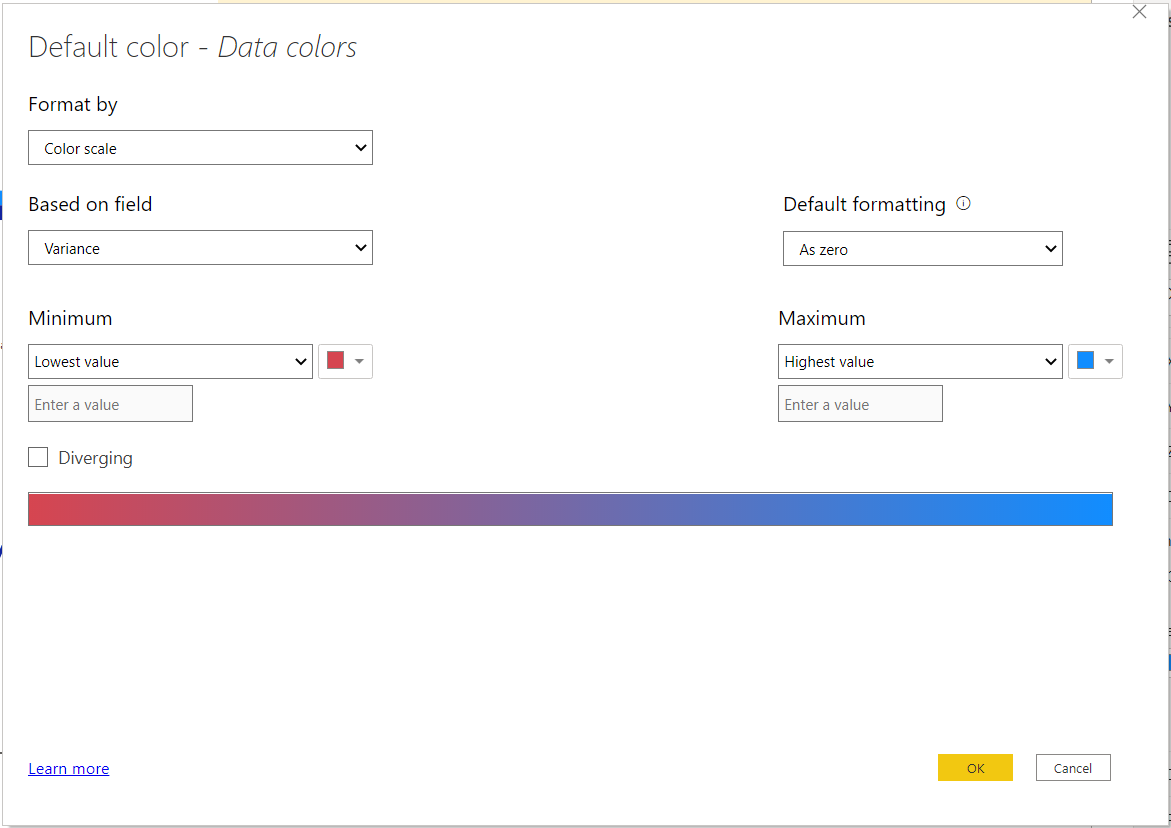 Default color - Data colors
Format by
Color scale
Based on field
Default formatting
Variance
As zero
Minimum
Maximum
Lowest value
Highest value
Enter a value
Enter a value
Diverging
Learn more
OK
Cancel